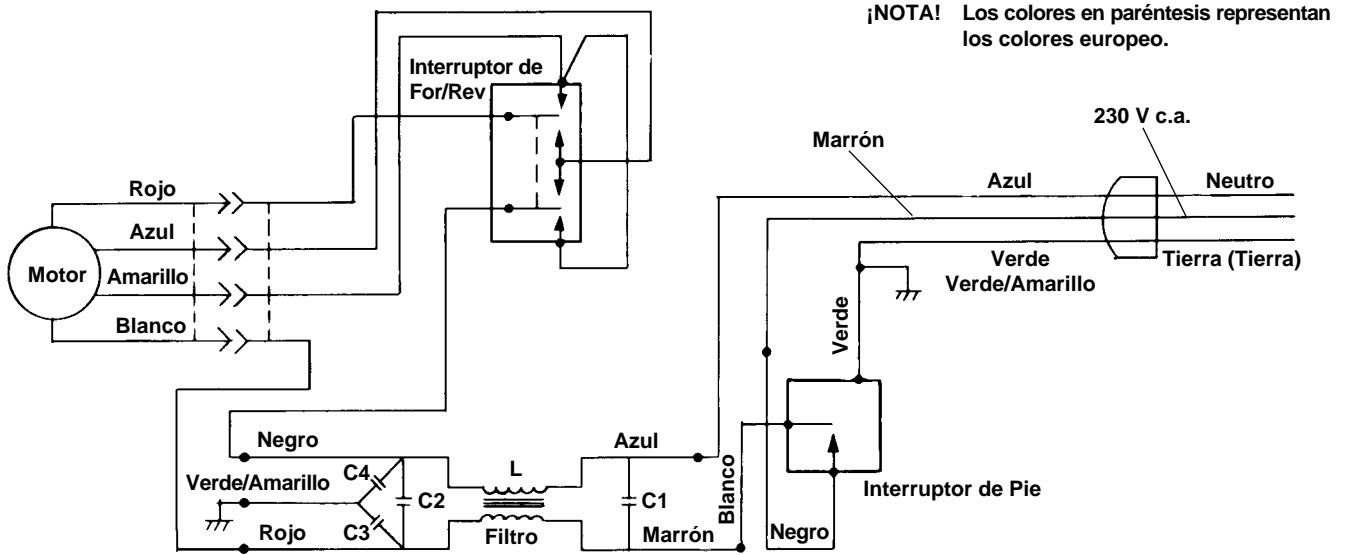 ¡NOTA! Los colores en paréntesis representan
los colores europeo.
Interruptor de
For/Rev
230 V c.a.
Marrón
Rojo
Azul
Neutro
Azul
Motor
Amarillo
Verde
Verde/Amarillo
Tierra (Tierra)
Blanco
Verde
Negro
Azul
L
Verde/Amarillo
C4
C2
C1
Blanco
Interruptor de Pie
C3
Rojo
Filtro
Marrón
Negro